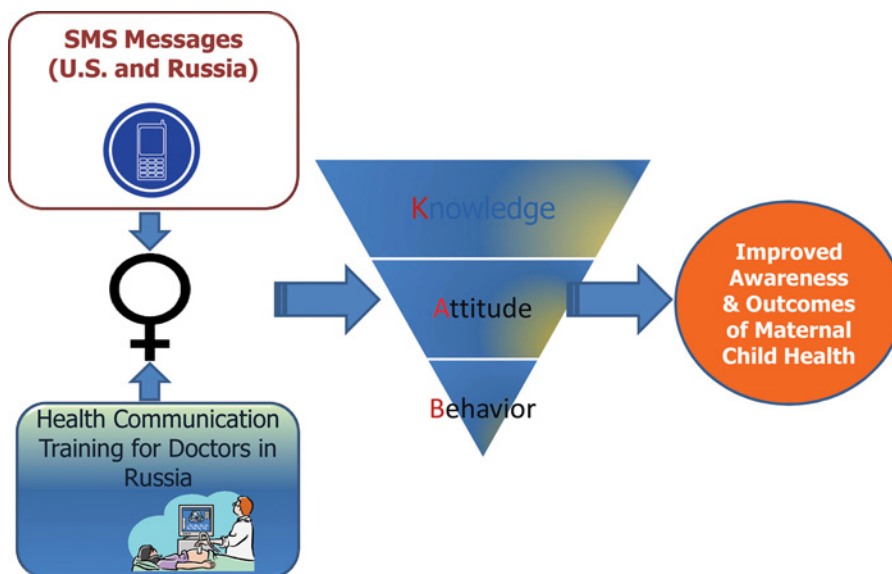 SMS Messages
(U.S. and Russia)
Health Communication
Training for Doctors in
Russia
Knowledge
Attitude
Behavior
Improved
Awareness
& Outcomes
of Maternal
Child Health